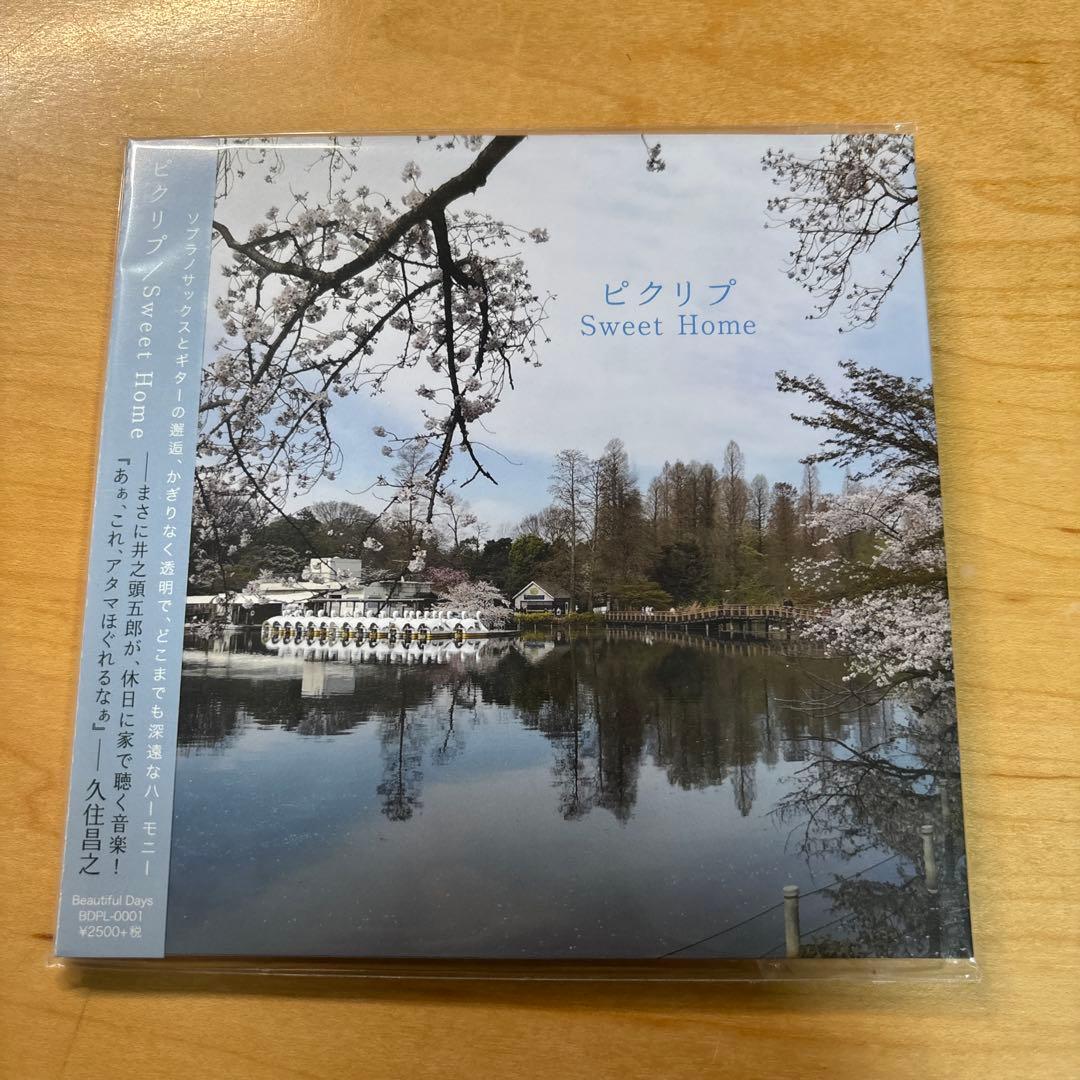 ピクリプ
Sweet Home
ピクリプ/Sweet Home
ソプラノサックスとギターの邂逅、かぎりなく透明で、どこまでも深遠なハーモニー
──まさに井之頭五郎が、休日に家で聴く音楽！
『あぁ、これ、アタマほぐれるなぁ』── 久住昌之
Beautiful Days
BDPL-0001
¥2500+税